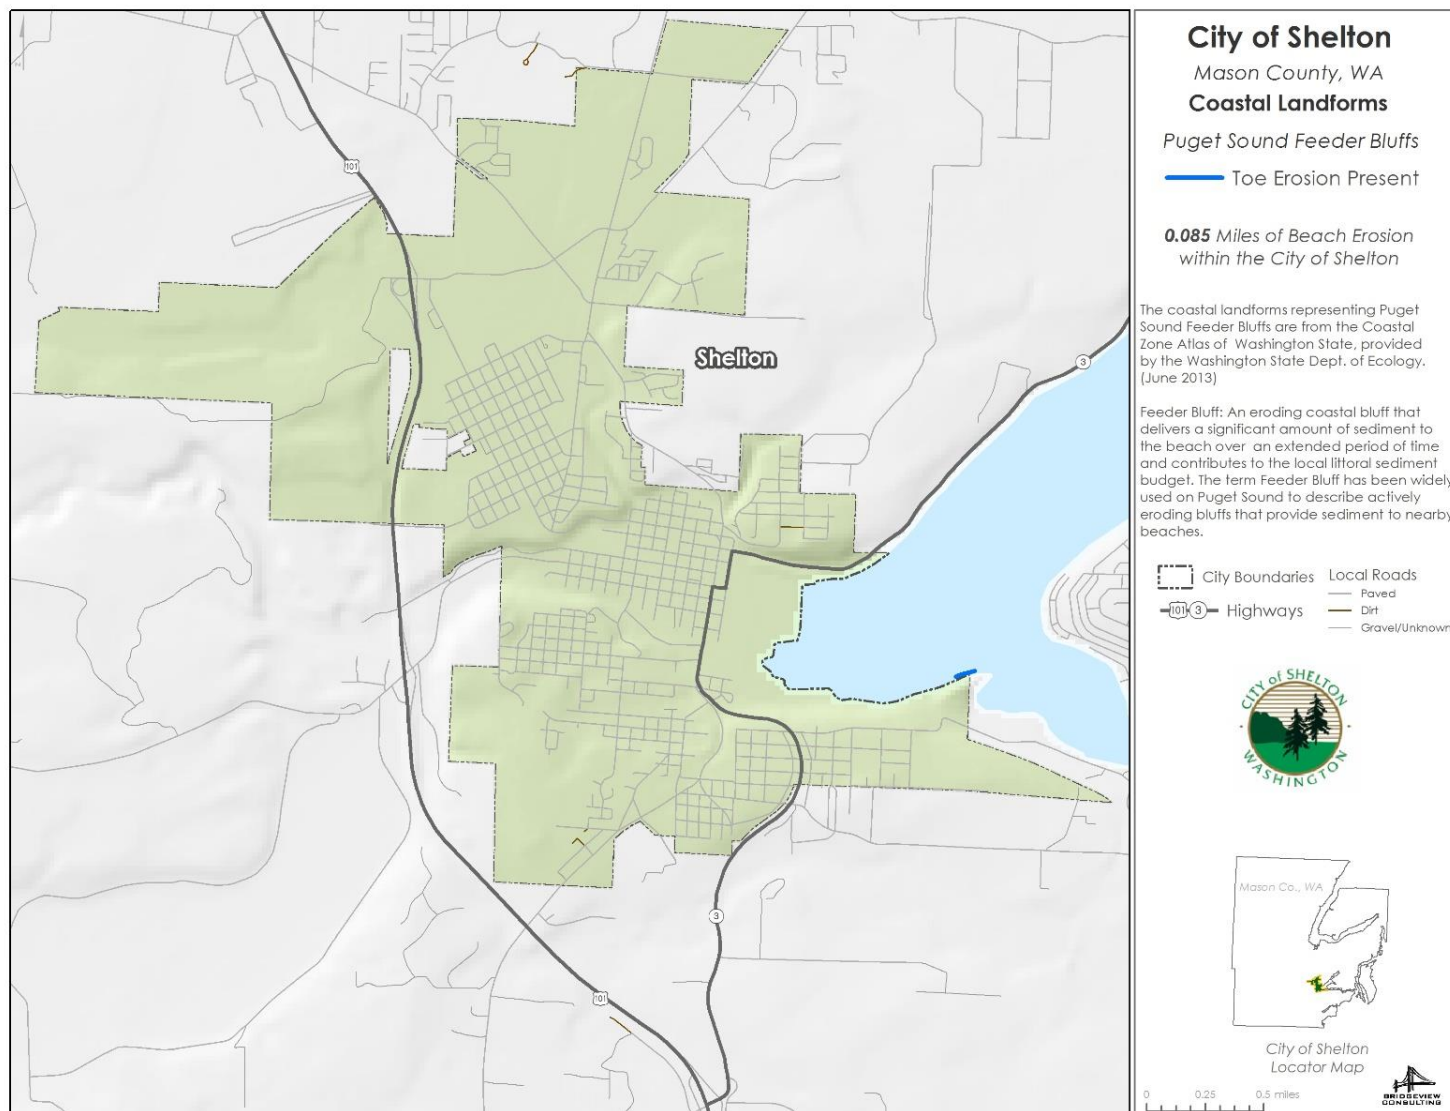 City of Shelton
Mason County, WA
Coastal Landforms
Puget Sound Feeder Bluffs
Toe Erosion Present
0.085 Miles of Beach Erosion
within the City of Shelton
The coastal landforms representing Puget
Sound Feeder Bluffs are from the Coastal
Zone Atlas of Washington State, provided
by the Washington State Dept. of Ecology.
(June 2013)
Feeder Bluff: An eroding coastal bluff that
delivers a significant amount of sediment to
the beach over an extended period of time
and contributes to the local littoral sediment
budget. The term Feeder Bluff has been widely
used on Puget Sound to describe actively
eroding bluffs that provide sediment to nearby
beaches.
City Boundaries
101 3 Highways
Local Roads
Paved
Dirt
Gravel/Unknown
CITY of SHELTON
WASHINGTON
Mason Co., WA
City of Shelton
Locator Map
0 0.25 0.5 miles
BRIDGEVIEW
CONSULTING
101
Shelton
3
3
101